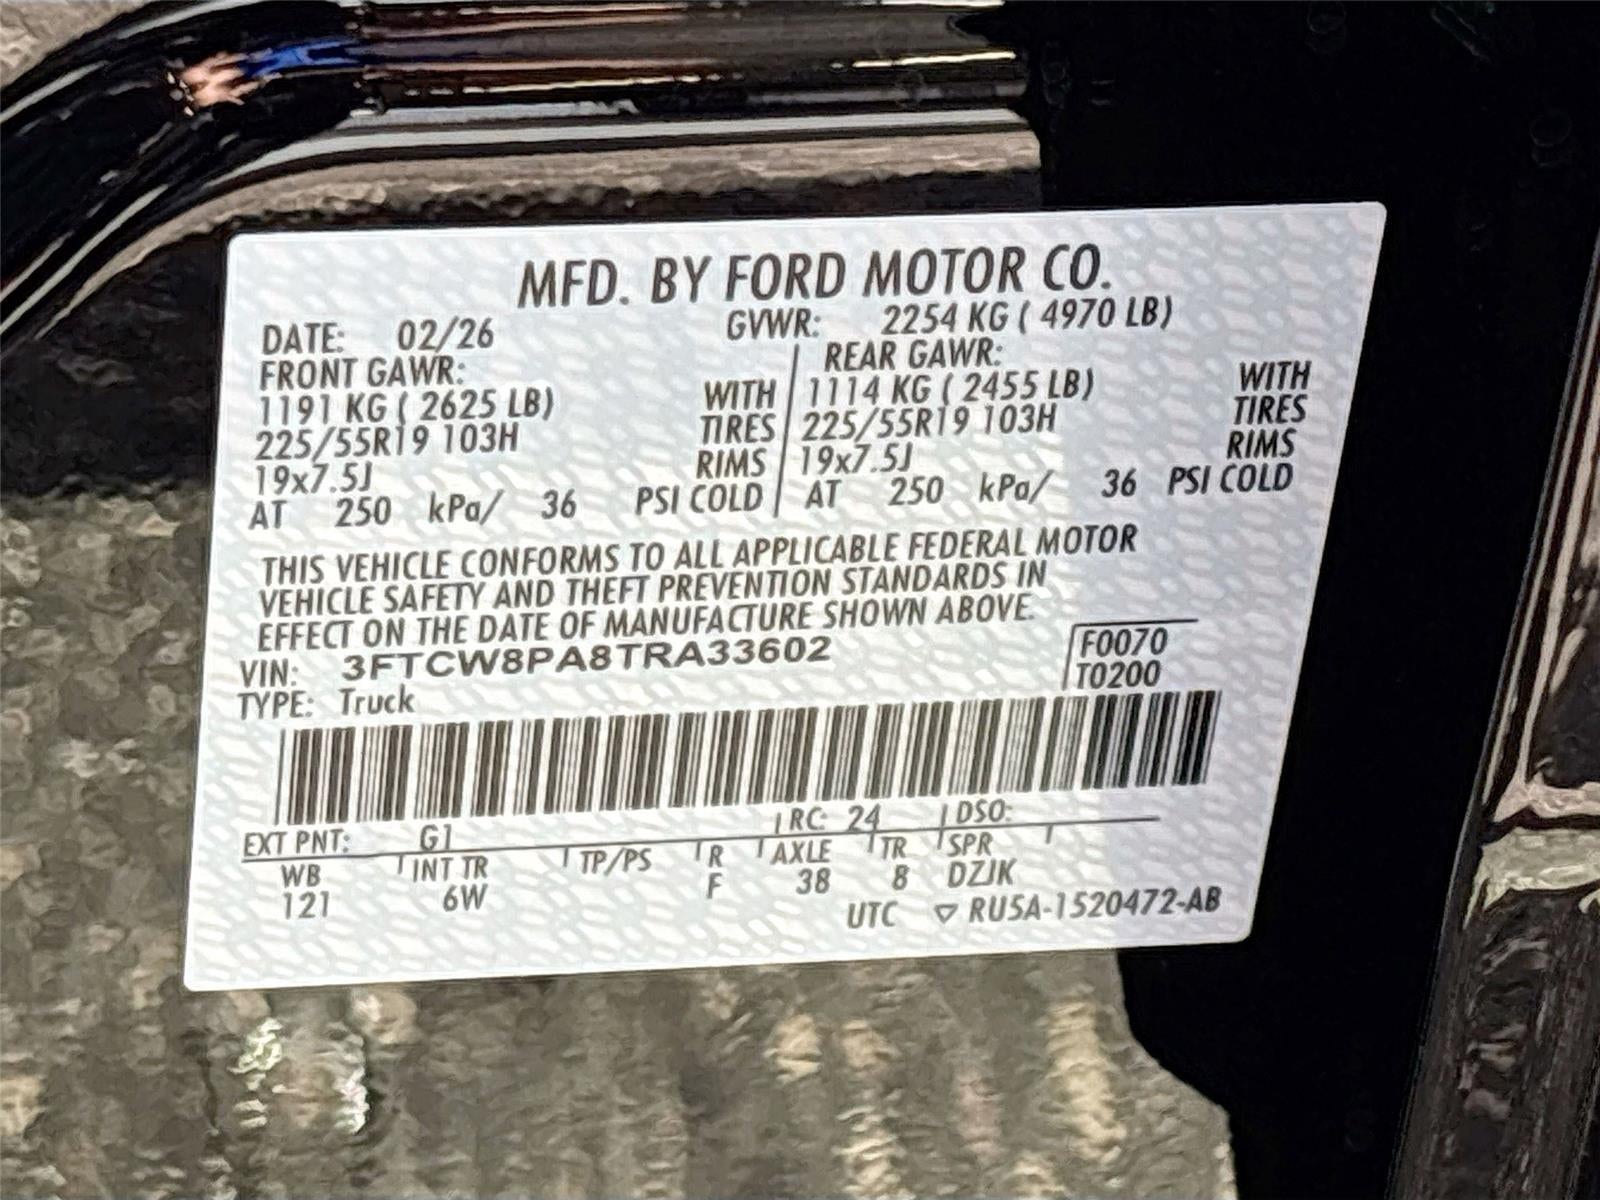 MFD. BY FORD MOTOR CO.
DATE: 02/26 GVWR: 2254 KG ( 4970 LB)
FRONT GAWR: REAR GAWR:
1191 KG ( 2625 LB) WITH 1114 KG ( 2455 LB) WITH
225/55R19 103H TIRES 225/55R19 103H TIRES
19x7.5J RIMS 19x7.5J RIMS
AT 250 kPa/ 36 PSI COLD AT 250 kPa/ 36 PSI COLD
THIS VEHICLE CONFORMS TO ALL APPLICABLE FEDERAL MOTOR
VEHICLE SAFETY AND THEFT PREVENTION STANDARDS IN
EFFECT ON THE DATE OF MANUFACTURE SHOWN ABOVE.
VIN: 3FTCW8PA8TRA33602 F0070
TYPE: Truck T0200
EXT PNT: G1 RC: 24 DSO:
WB INT TR TP/PS R AXLE TR SPR
121 6W F 38 8 DZJK
UTC ▽ RU5A-1520472-AB